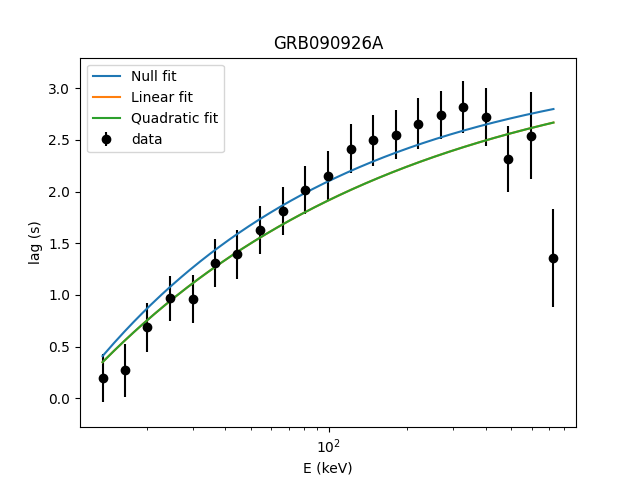 GRB090926A
Null fit
Linear fit
Quadratic fit
data
lag (s)
3.0
2.5
2.0
1.5
1.0
0.5
0.0
10²
E (keV)